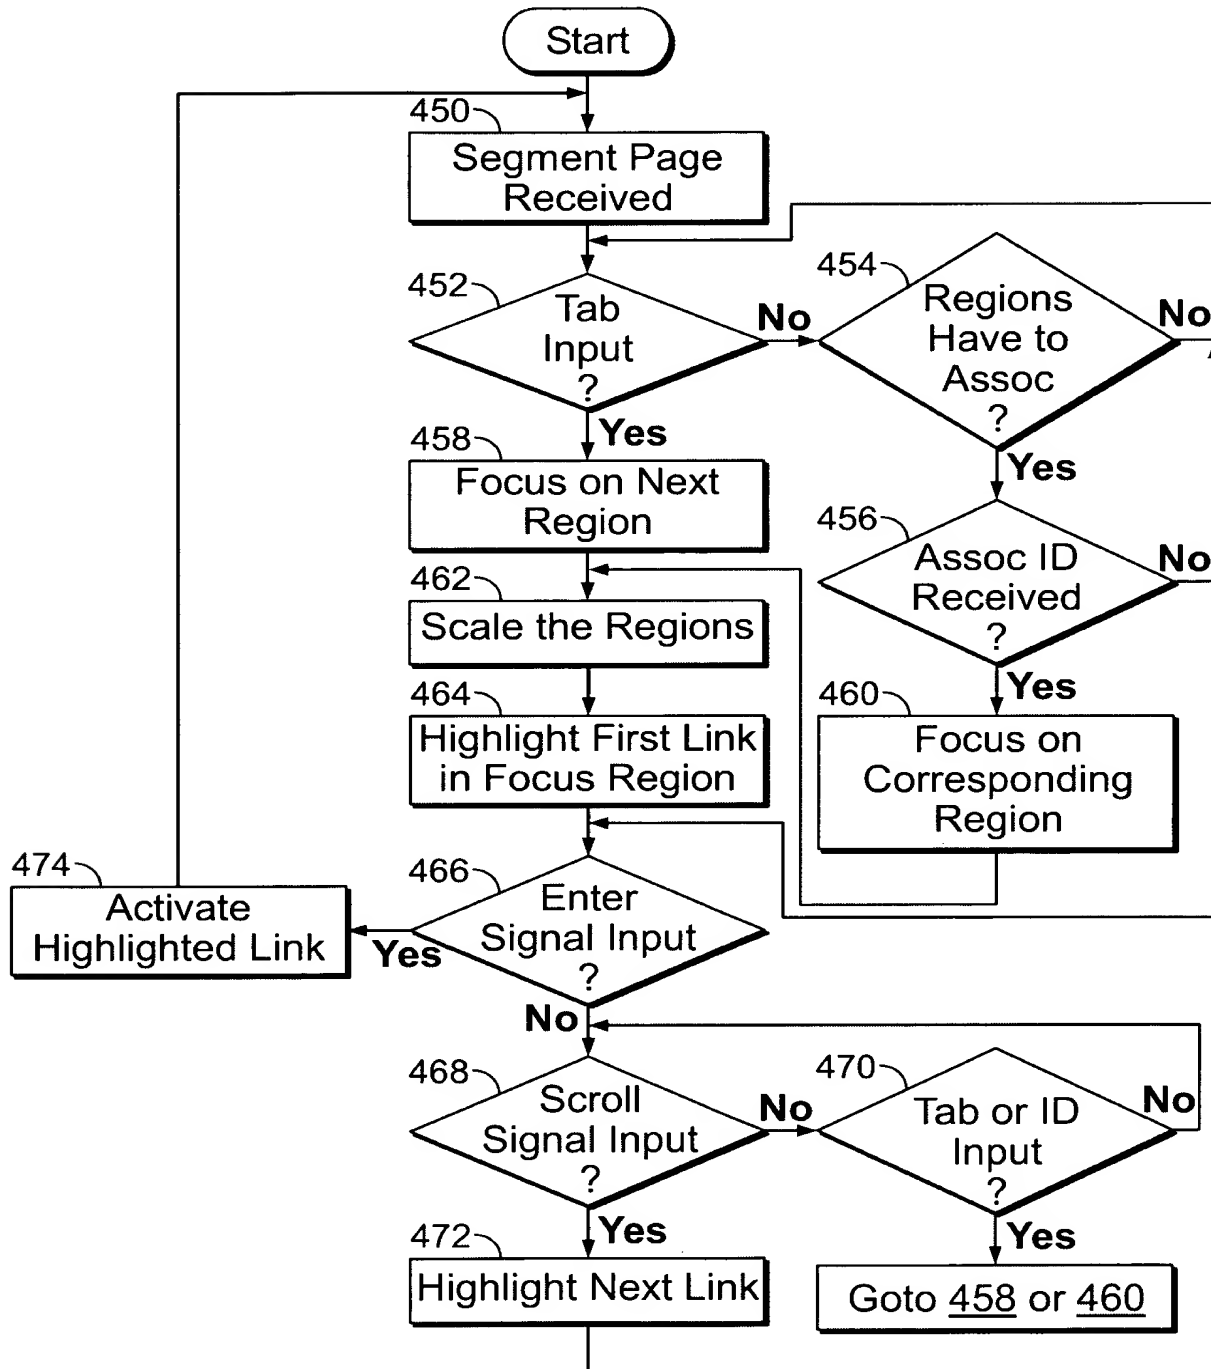 Start
450
Segment Page
Received
452
Tab
Input
?
No
Yes
454
Regions
Have to
Assoc
?
No
Yes
458
Focus on Next
Region
456
Assoc ID
Received
?
No
Yes
462
Scale the Regions
464
Highlight First Link
in Focus Region
460
Focus on
Corresponding
Region
474
Activate
Highlighted Link
466
Enter
Signal Input
?
Yes
No
468
Scroll
Signal Input
?
No
Yes
470
Tab or ID
Input
?
No
Yes
472
Highlight Next Link
Goto 458 or 460